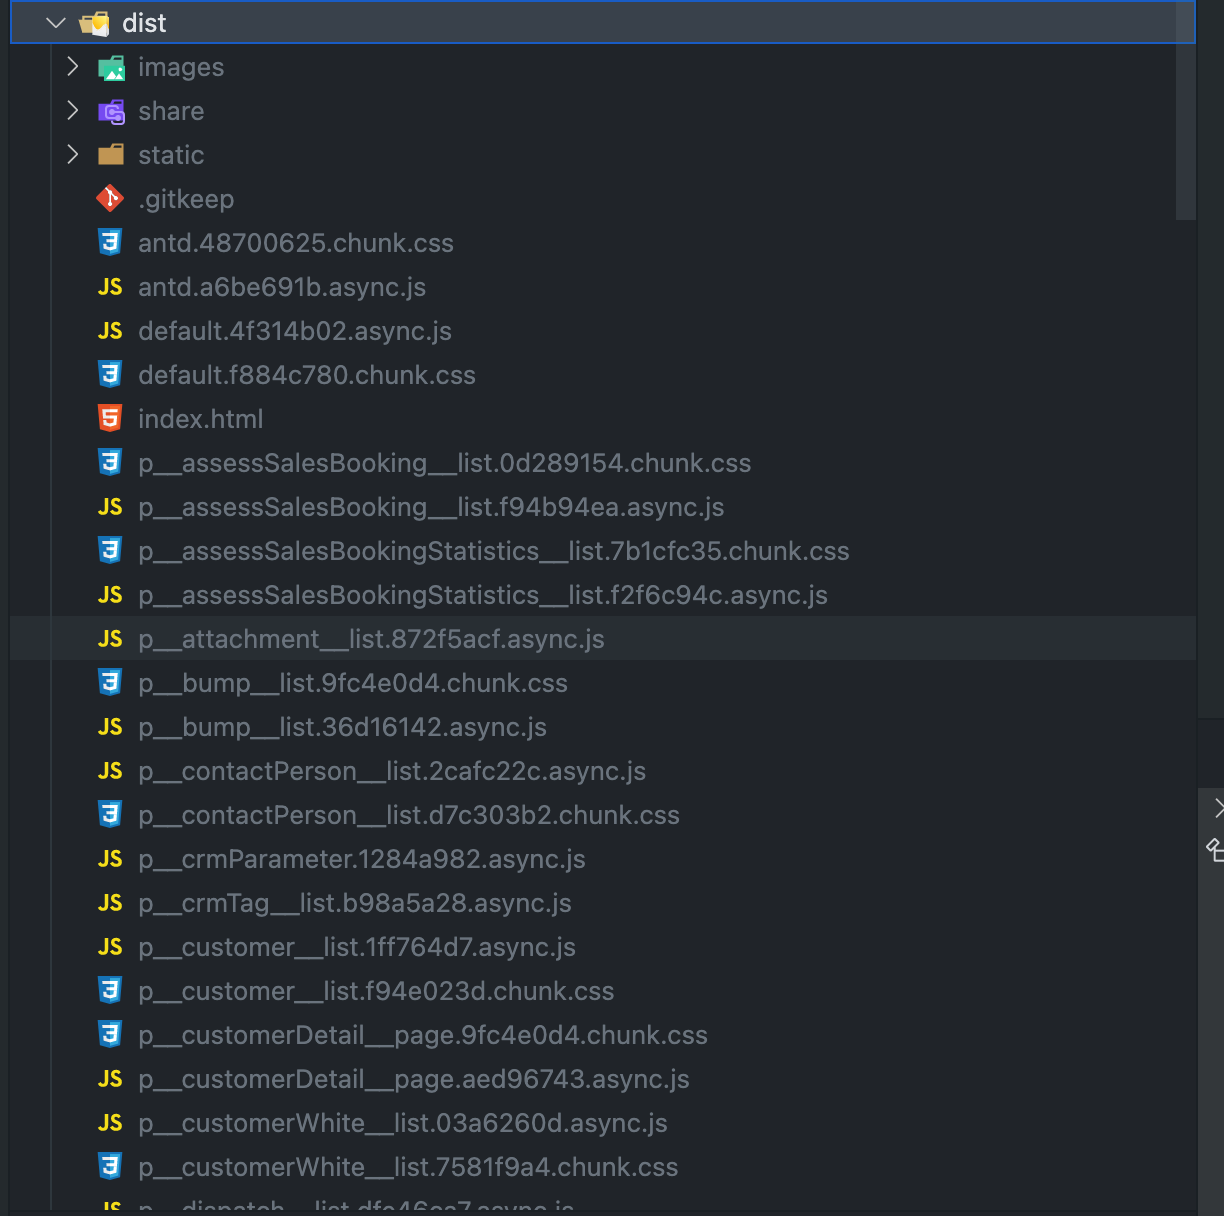 dist
images
share
static
.gitkeep
antd.48700625.chunk.css
JS antd.a6be691b.async.js
JS default.4f314b02.async.js
default.f884c780.chunk.css
index.html
p__assessSalesBooking__list.0d289154.chunk.css
JS p__assessSalesBooking__list.f94b94ea.async.js
p__assessSalesBookingStatistics__list.7b1cfc35.chunk.css
JS p__assessSalesBookingStatistics__list.f2f6c94c.async.js
JS p__attachment__list.872f5acf.async.js
p__bump__list.9fc4e0d4.chunk.css
JS p__bump__list.36d16142.async.js
JS p__contactPerson__list.2cafc22c.async.js
p__contactPerson__list.d7c303b2.chunk.css
JS p__crmParameter.1284a982.async.js
JS p__crmTag__list.b98a5a28.async.js
JS p__customer__list.1ff764d7.async.js
p__customer__list.f94e023d.chunk.css
p__customerDetail__page.9fc4e0d4.chunk.css
JS p__customerDetail__page.aed96743.async.js
JS p__customerWhite__list.03a6260d.async.js
p__customerWhite__list.7581f9a4.chunk.css